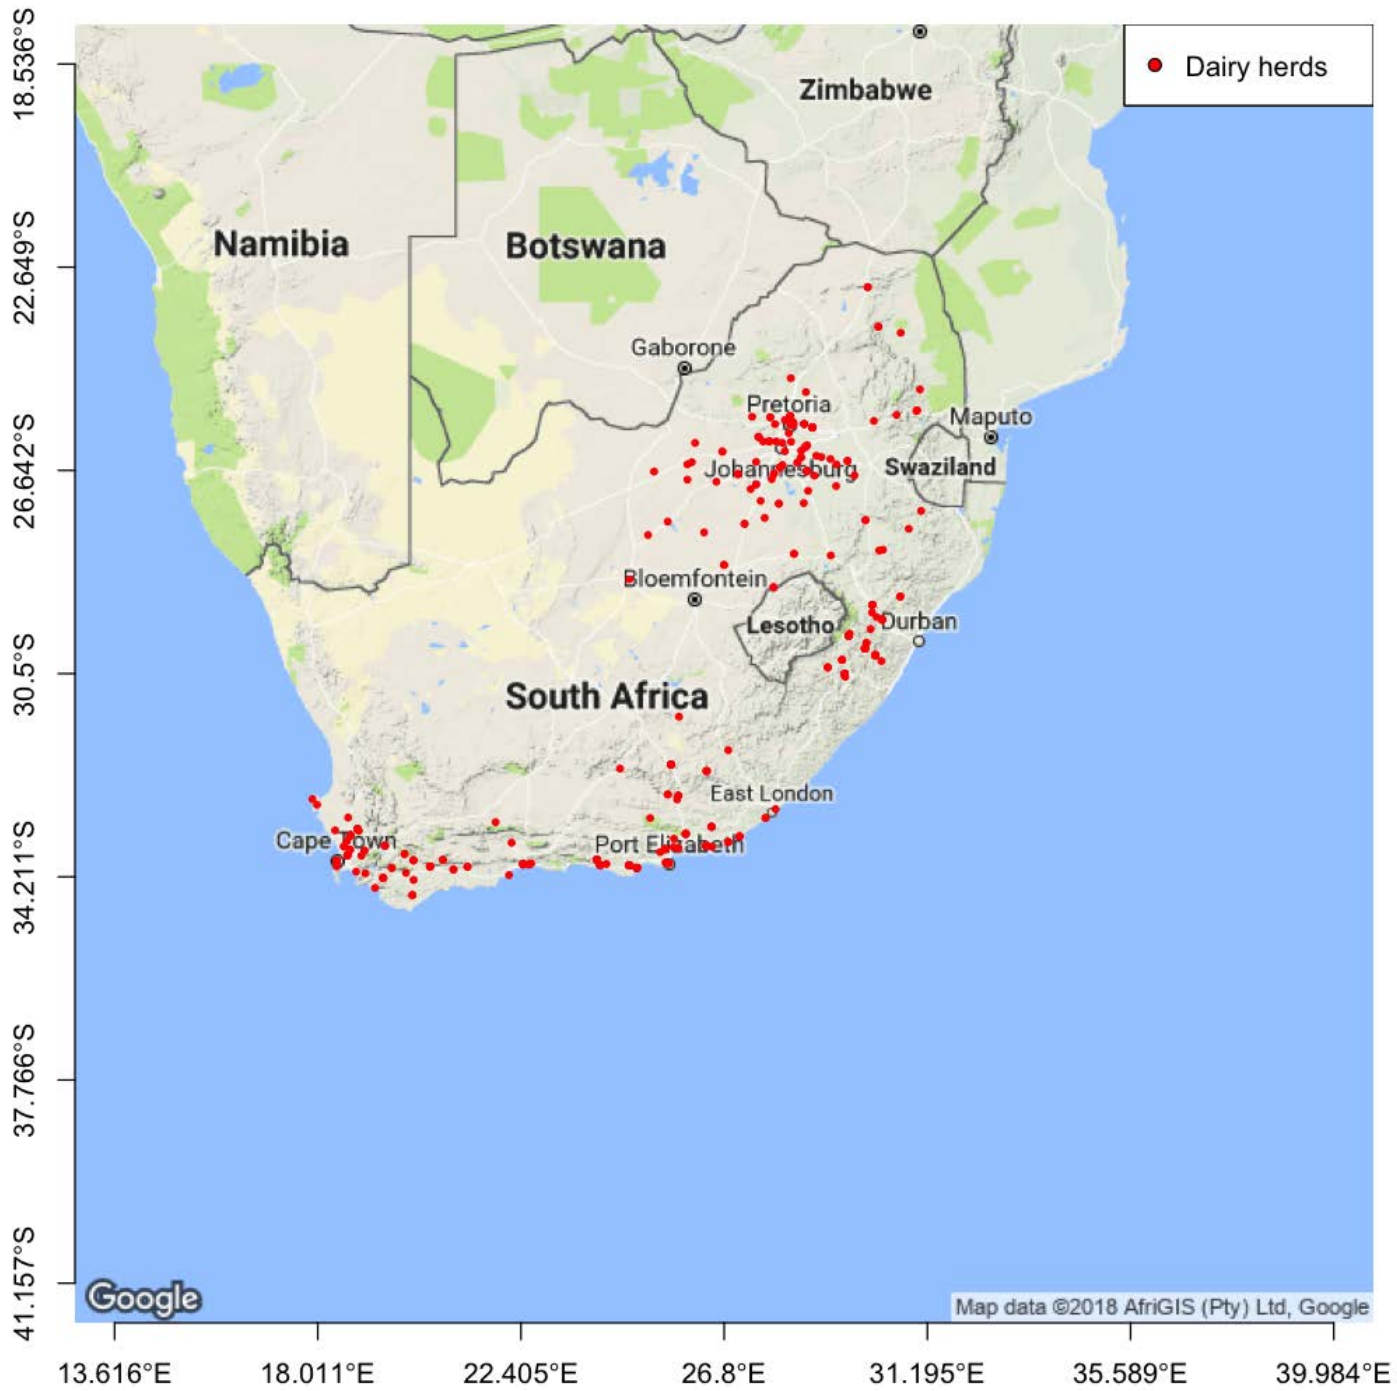 Dairy herds
Zimbabwe
Namibia
Botswana
Gaborone
Pretoria
Maputo
Johannesburg
Swaziland
Bloemfontein
Lesotho
Durban
South Africa
East London
Cape Town
Port Elizabeth
Google
Map data ©2018 AfriGIS (Pty) Ltd, Google
18.536°S
22.649°S
26.642°S
30.5°S
34.21°S
37.766°S
41.157°S
13.616°E
18.011°E
22.405°E
26.8°E
31.195°E
35.589°E
39.984°E